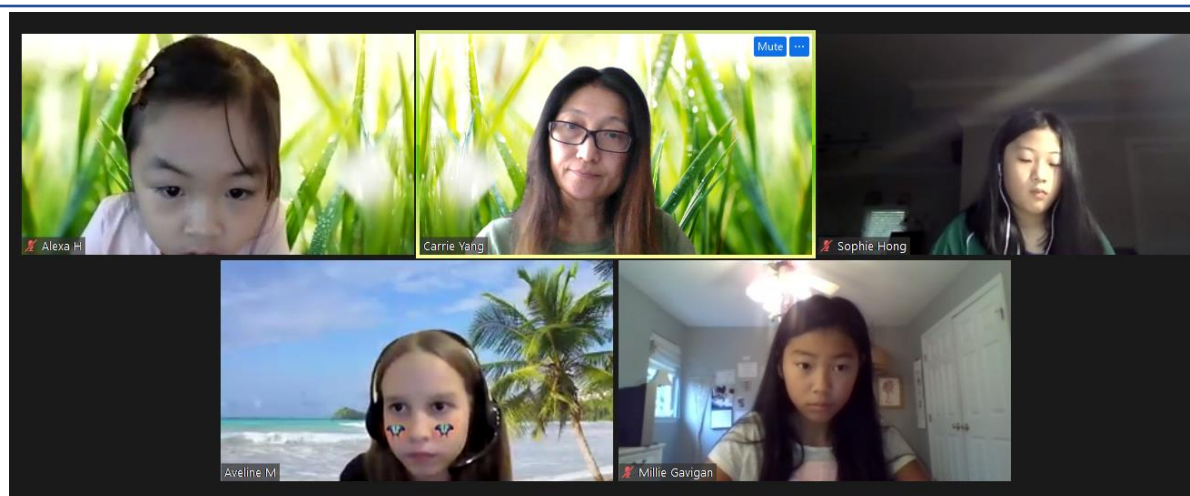 Mute ...
Alexa H
Carrie Yang
Sophie Hong
Aveline M
Millie Gavigan